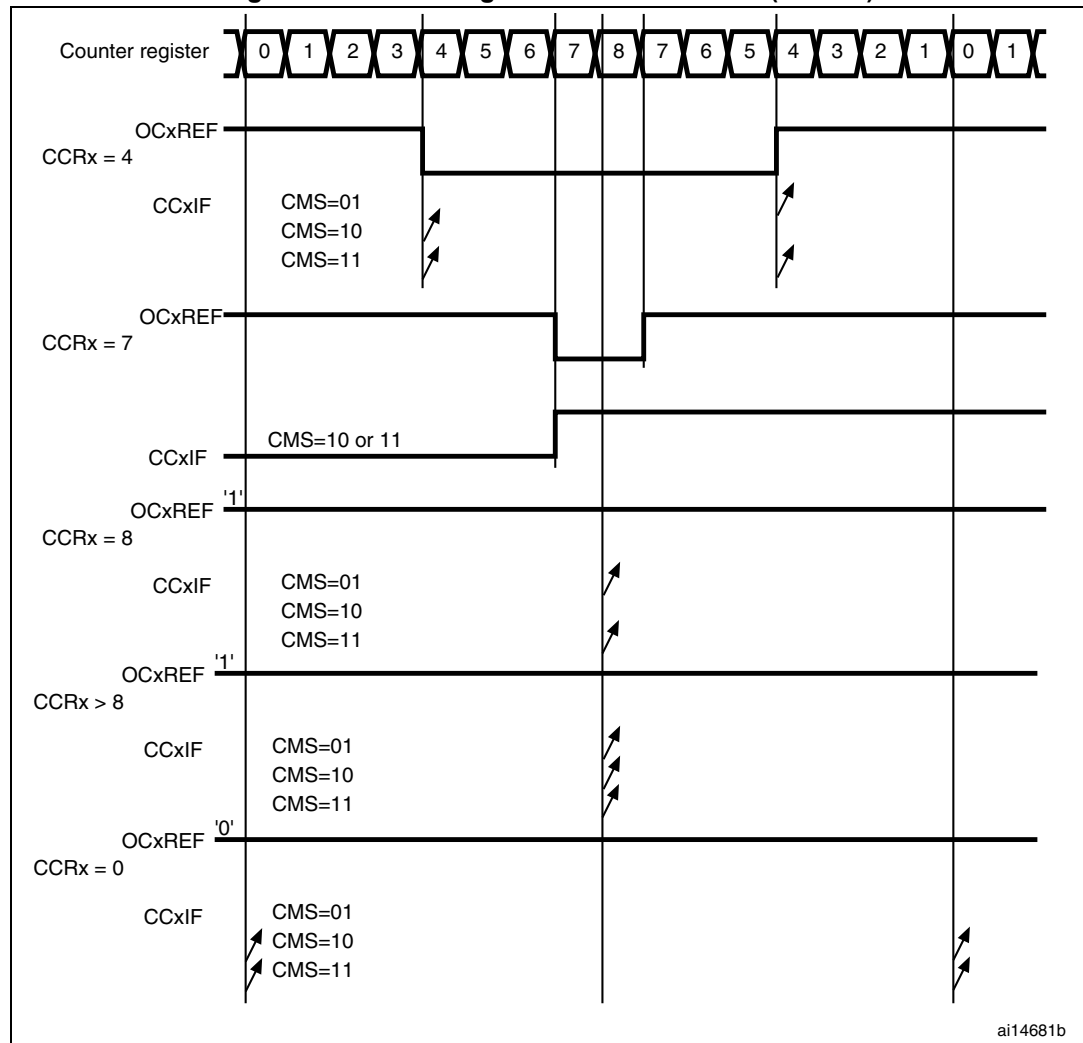 Counter register 0 1 2 3 4 5 6 7 8 7 6 5 4 3 2 1 0 1
OCxREF
CCRx = 4
CCxIF
CMS=01
CMS=10
CMS=11
OCxREF
CCRx = 7
CMS=10 or 11
CCxIF
'1'
OCxREF
CCRx = 8
CCxIF
CMS=01
CMS=10
CMS=11
'1'
OCxREF
CCRx > 8
CCxIF
CMS=01
CMS=10
CMS=11
'0'
OCxREF
CCRx = 0
CCxIF
CMS=01
CMS=10
CMS=11
ai14681b